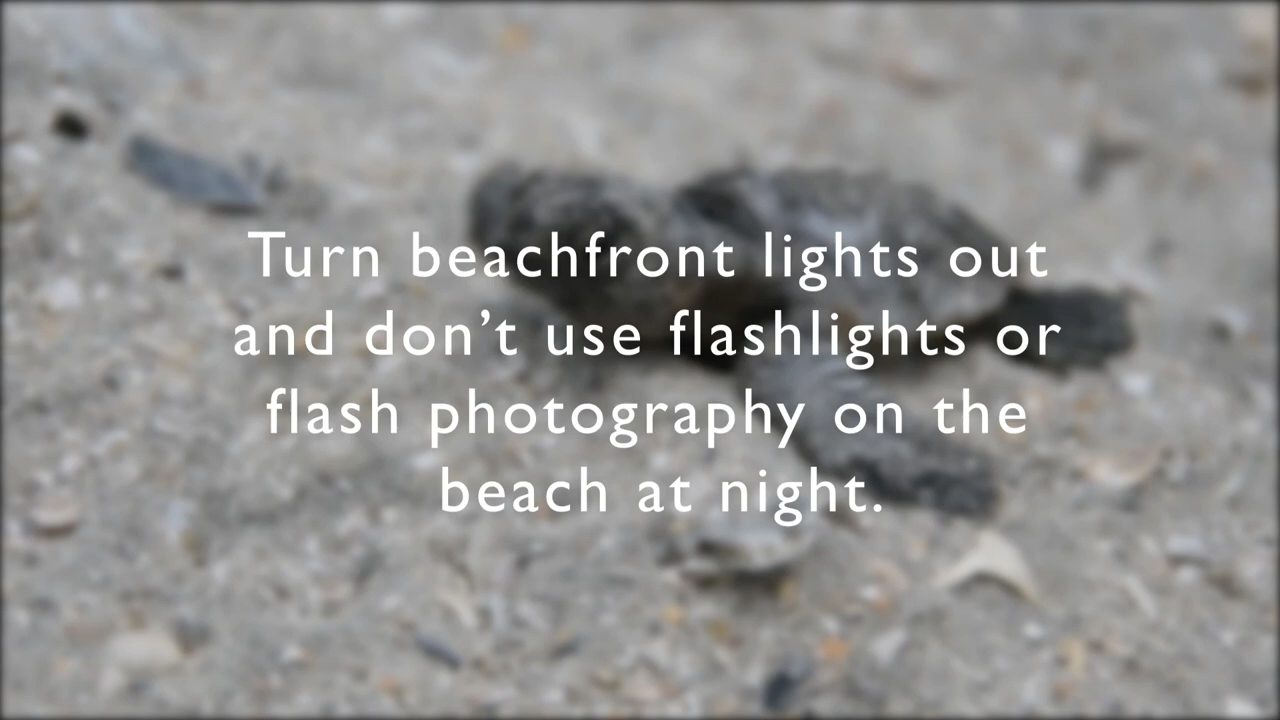 Turn beachfront lights out
and don’t use flashlights or
flash photography on the
beach at night.